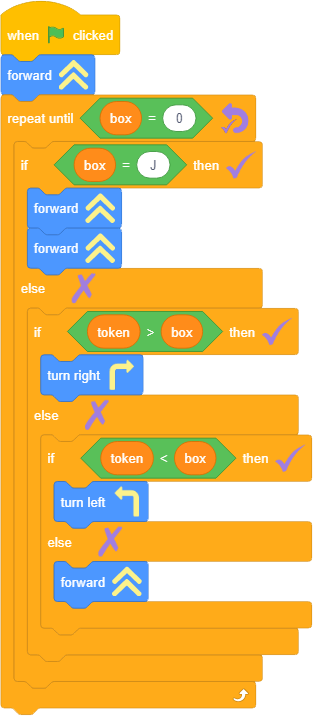 when clicked
forward
repeat until box = 0
if box = J then
forward
forward
else
if token > box then
turn right
else
if token < box then
turn left
else
forward